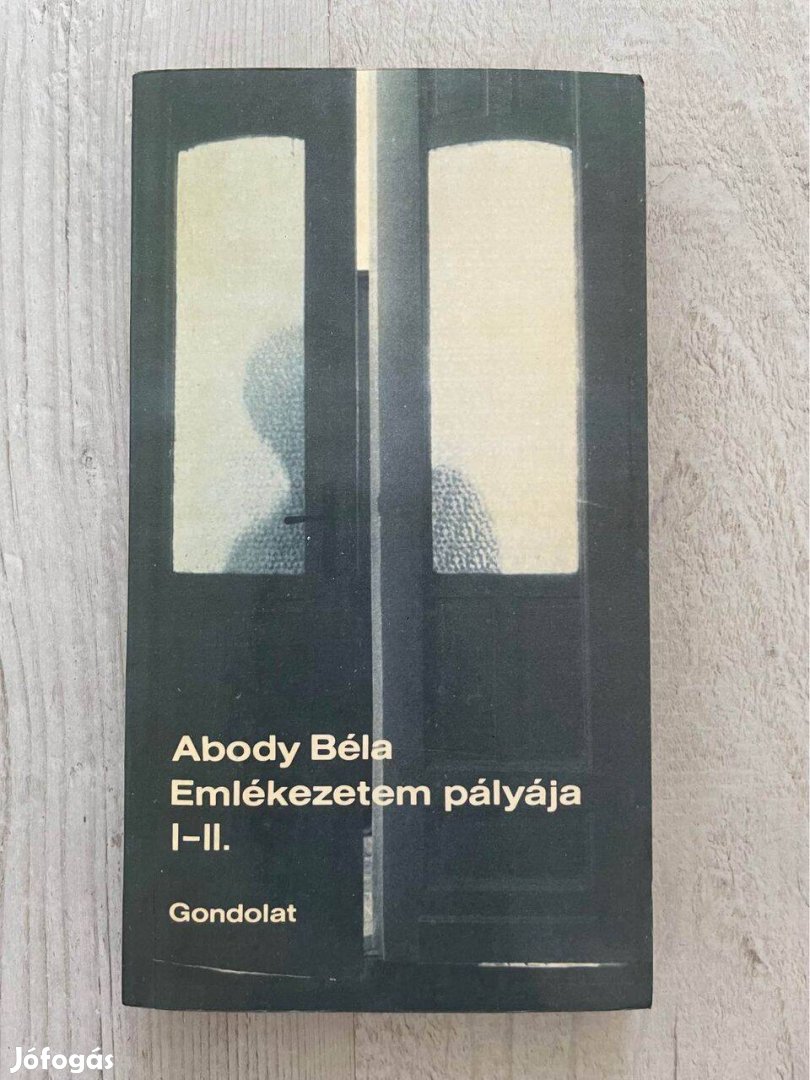 Abody Béla
Emlékezetem pályája
I-II.
Gondolat
Jófogás